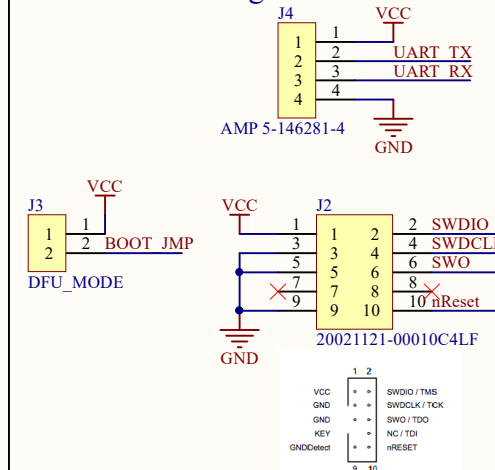 J4
VCC
1 1
2 2 UART_TX
3 3 UART_RX
4 4
AMP 5-146281-4
GND
VCC
J3
1 1
2 2 BOOT_JMP
DFU_MODE
VCC
J2
1 1 2 2 SWDIO
3 3 4 4 SWDCLK
5 5 6 6 SWO
7 7 8 8
9 9 10 10 nReset
20021121-00010C4LF
GND
1 2
VCC SWDIO / TMS
GND SWDCLK / TCK
GND SWO / TDO
KEY NC / TDI
GNDDetect nRESET
9 10